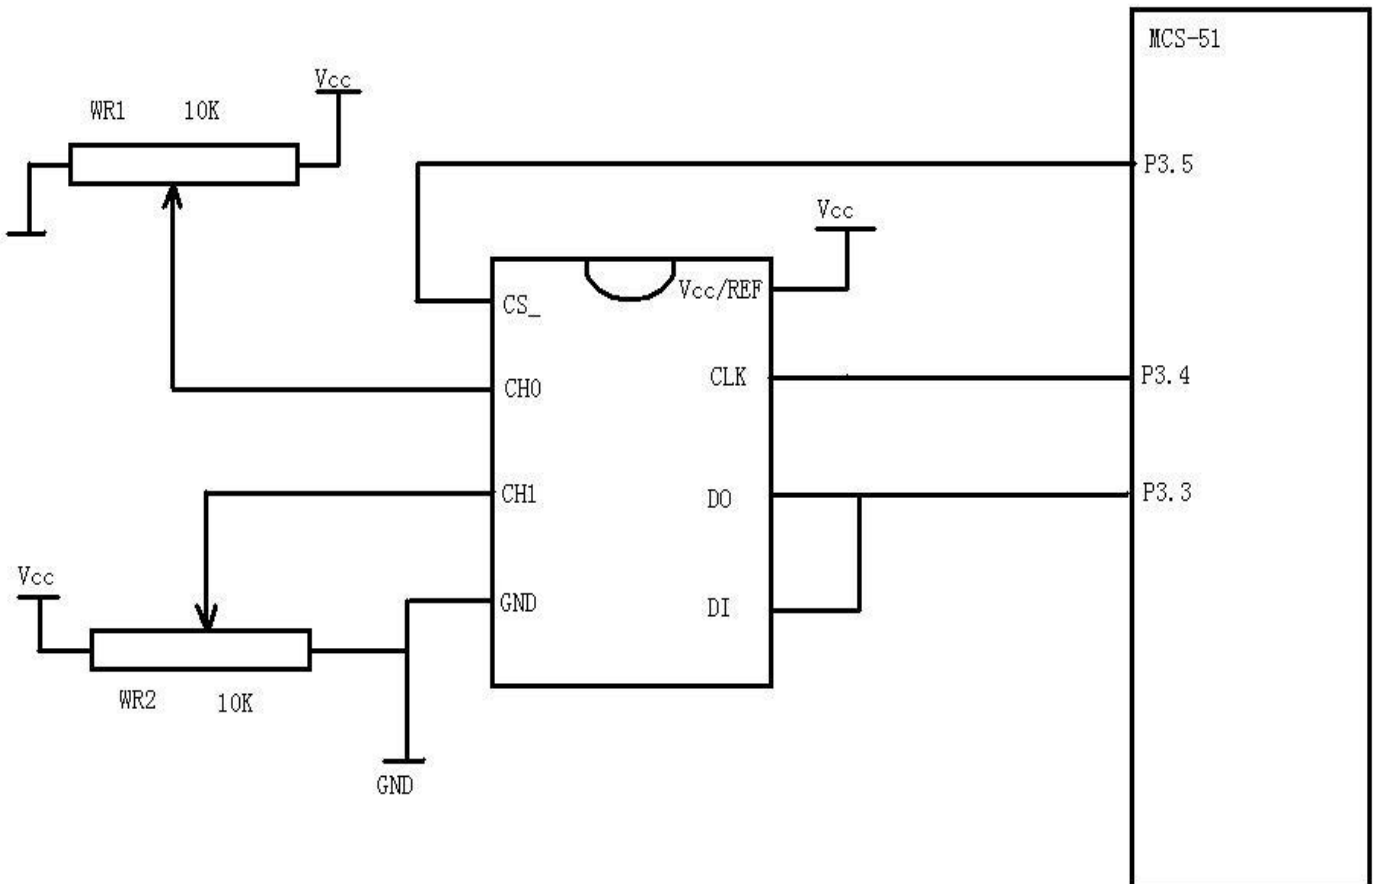 MCS-51
Vcc
WR1 10K
P3.5
Vcc
Vcc/REF
CS_
CLK
P3.4
CH0
CH1
DO
P3.3
Vcc
GND
DI
WR2 10K
GND